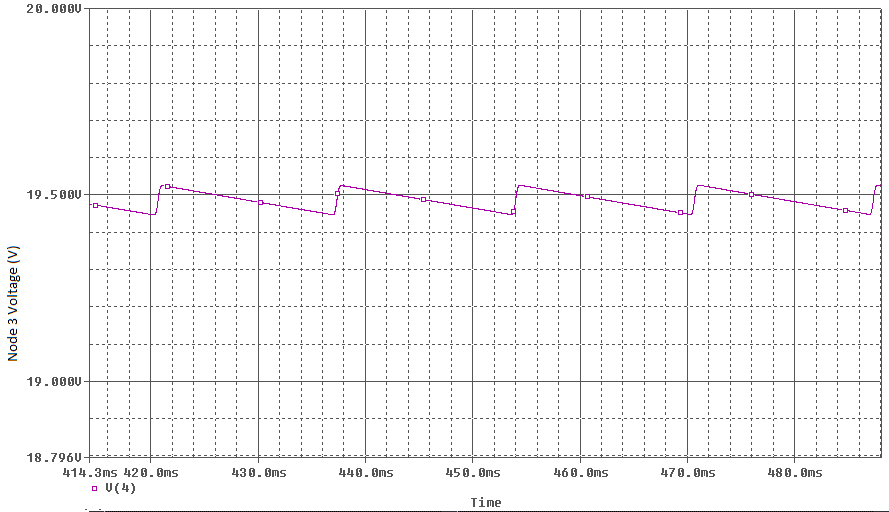 20.000V
19.500V
19.000V
18.796V
Node 3 Voltage (V)
414.3ms 420.0ms 430.0ms 440.0ms 450.0ms 460.0ms 470.0ms 480.0ms
V(4)
Time